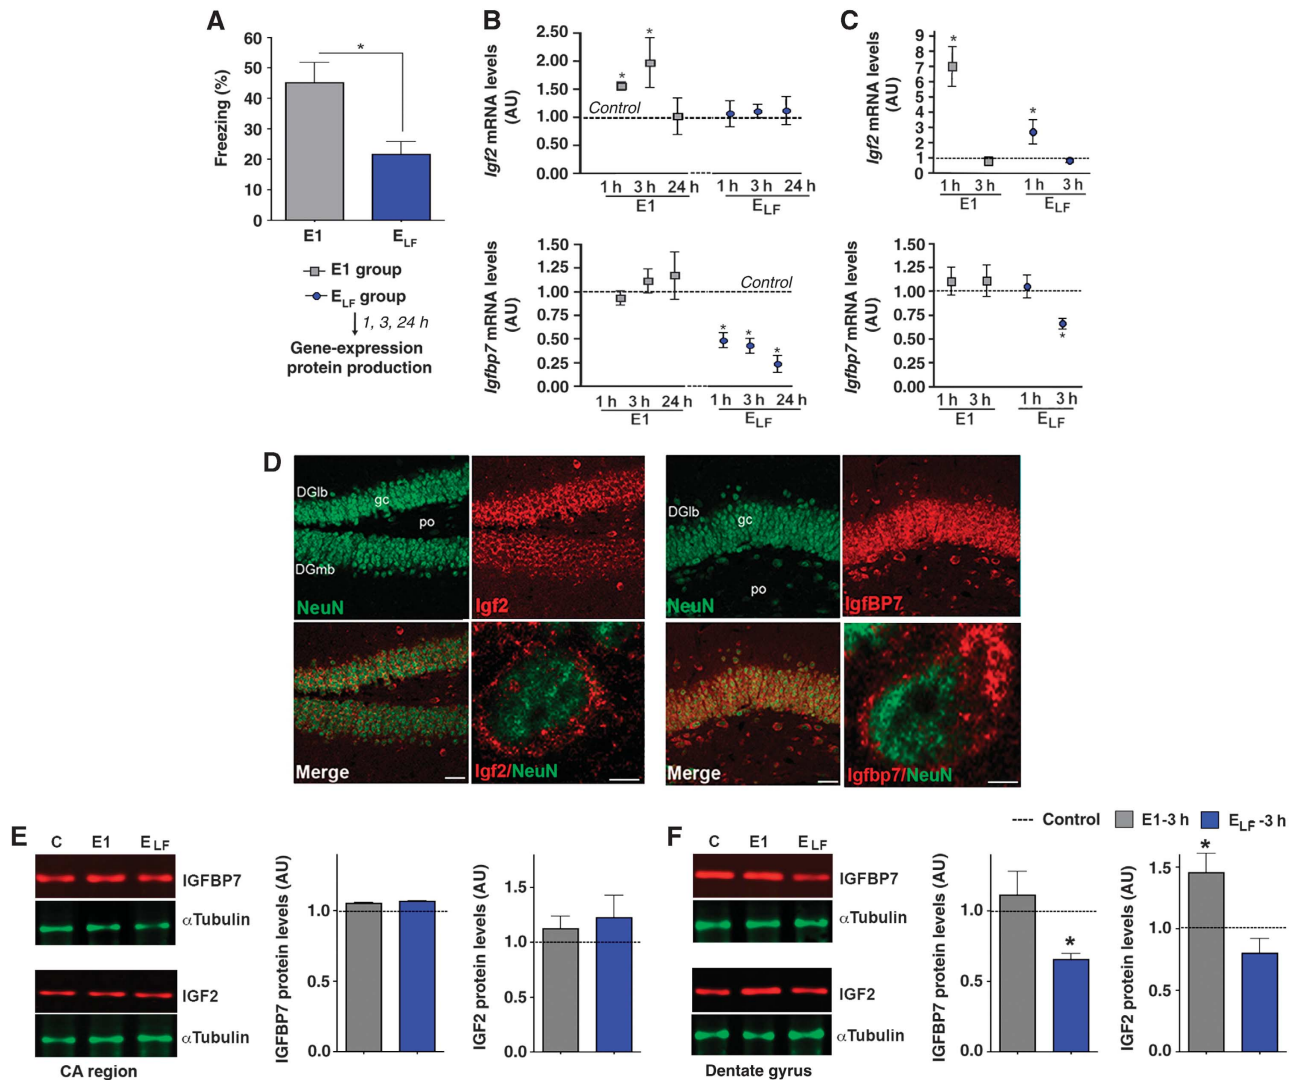 A
Freezing (%)
60
50
40
30
20
10
0
*
E1
ELF
E1 group
ELF group
1, 3, 24 h
Gene-expression
protein production
B
Igf2 mRNA levels
(AU)
2.50
2.00
1.50
1.00
0.50
0.00
Control
* *
1 h 3 h 24 h 1 h 3 h 24 h
E1 ELF
Igfbp7 mRNA levels
(AU)
1.50
1.25
1.00
0.75
0.50
0.25
0.00
Control
* * *
1 h 3 h 24 h 1 h 3 h 24 h
E1 ELF
C
Igf2 mRNA levels
(AU)
9
8
7
6
5
4
3
2
1
0
* *
1 h 3 h 1 h 3 h
E1 ELF
Igfbp7 mRNA levels
(AU)
1.50
1.25
1.00
0.75
0.50
0.25
0.00
*
1 h 3 h 1 h 3 h
E1 ELF
D
DGlb
gc
po
DGmb
NeuN
Igf2
Merge
Igf2/NeuN
DGlb
gc
po
NeuN
IgfBP7
Merge
Igfbp7/NeuN
E
C E1 ELF
IGFBP7
αTubulin
IGF2
αTubulin
CA region
IGFBP7 protein levels (AU)
1.0
0.5
0.0
IGF2 protein levels (AU)
1.5
1.0
0.5
0.0
Control E1-3 h ELF-3 h
F
C E1 ELF
IGFBP7
αTubulin
IGF2
αTubulin
Dentate gyrus
IGFBP7 protein levels (AU)
1.0
0.5
0.0
*
IGF2 protein levels (AU)
1.5
1.0
0.5
0.0
*